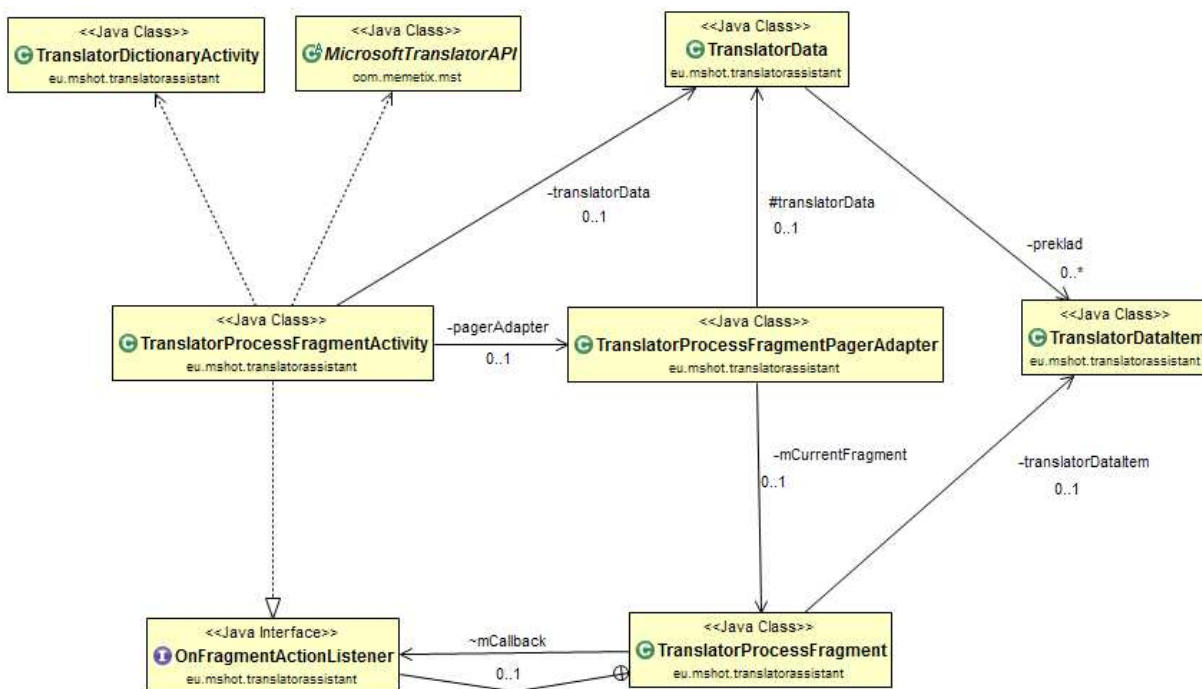 <<Java Class>>
TranslatorDictionaryActivity
eu.mshot.translatorassistant
<<Java Class>>
MicrosoftTranslatorAPI
com.memetix.mst
<<Java Class>>
TranslatorData
eu.mshot.translatorassistant
-translatorData
0..1
#translatorData
0..1
-preklad
0..*
<<Java Class>>
TranslatorProcessFragmentActivity
eu.mshot.translatorassistant
-pagerAdapter
0..1
<<Java Class>>
TranslatorProcessFragmentPagerAdapter
eu.mshot.translatorassistant
<<Java Class>>
TranslatorDataItem
eu.mshot.translatorassistant
-mCurrentFragment
0..1
-translatorDataItem
0..1
<<Java Interface>>
OnFragmentActionListener
eu.mshot.translatorassistant
~mCallback
0..1
<<Java Class>>
TranslatorProcessFragment
eu.mshot.translatorassistant